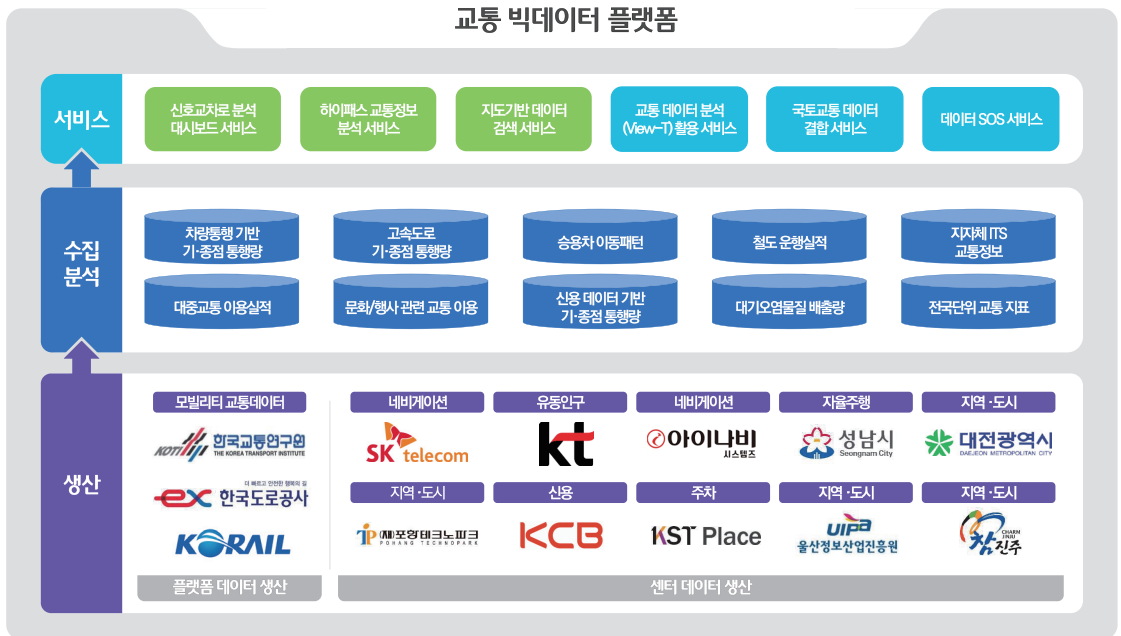 교통 빅데이터 플랫폼
서비스
신호교차로 분석
대시보드 서비스
하이패스 교통정보
분석 서비스
지도기반 데이터
검색 서비스
교통 데이터 분석
(View-T) 활용 서비스
국토교통 데이터
결합 서비스
데이터 SOS 서비스
수집
분석
차량통행 기반
기·종점 통행량
고속도로
기·종점 통행량
승용차 이동패턴
철도 운행실적
지자체 ITS
교통정보
대중교통 이용실적
문화/행사 관련 교통 이용
신용 데이터 기반
기·종점 통행량
대기오염물질 배출량
전국단위 교통 지표
생산
모빌리티 교통데이터
KOTI 한국교통연구원
THE KOREA TRANSPORT INSTITUTE
더 빠르고 안전한 행복의 길
ex 한국도로공사
KORAIL
플랫폼 데이터 생산
네비게이션
SK telecom
유동인구
kt
네비게이션
아이나비
시스템즈
자율주행
성남시
Seongnam City
지역·도시
대전광역시
DAEJEON METROPOLITAN CITY
지역·도시
TP (재)포항테크노파크
POHANG TECHNOPARK
신용
KCB
주차
KST Place
지역·도시
UIPA
울산정보산업진흥원
지역·도시
CHARM
JINJU
참진주
센터 데이터 생산